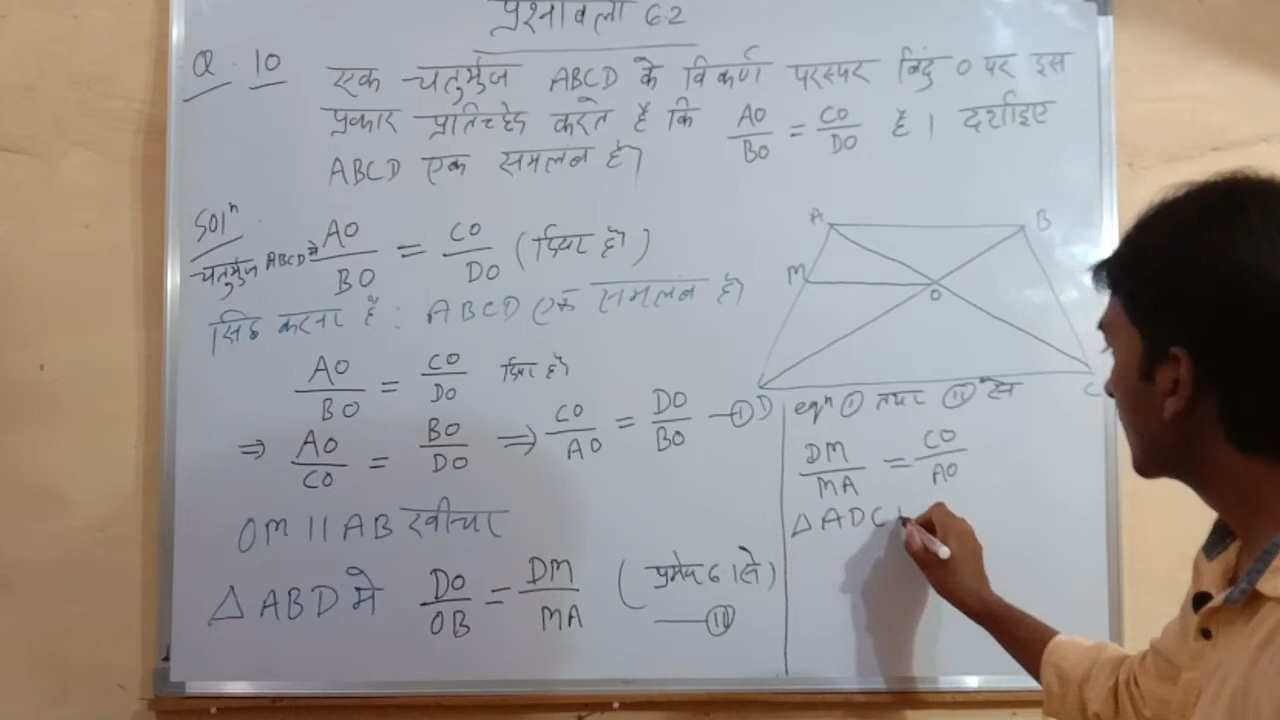 प्रश्नावली 6.2
Q. 10 एक चतुर्भुज ABCD के विकर्ण परस्पर बिंदु O पर इस
प्रकार प्रतिच्छेद करते हैं कि AO/BO = CO/DO है। दर्शाइए
ABCD एक समलंब है।
Solⁿ
चतुर्भुज ABCD मे AO/BO = CO/DO (दिया है)
सिद्ध करना है : ABCD एक समलंब है।
AO/BO = CO/DO दिया है
⇒ AO/CO = BO/DO ⇒ CO/AO = DO/BO —(i)
OM || AB खींचा
△ ABD मे DO/OB = DM/MA (प्रमेय 6.1 से)
—(ii)
A B
M O
D C
eqⁿ (i) तथा (ii) से
DM/MA = CO/AO
△ ADC